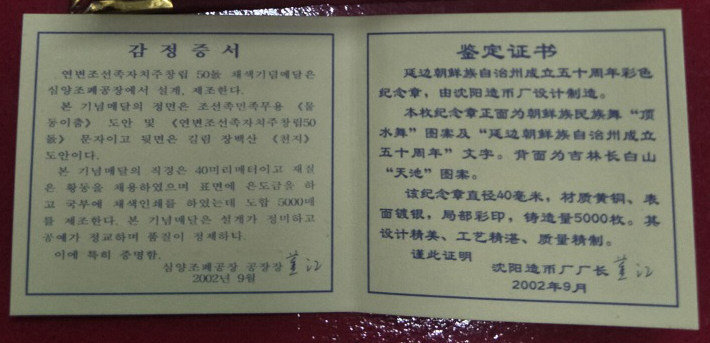 감정증서
연변조선족자치주창립 50돐 채색기념메달은
심양조폐공장에서 설계, 제조한다.
본 기념메달의 정면은 조선족민족무용 《물
동이춤》 도안 및 《연변조선족자치주창립50
돐》 문자이고 뒷면은 길림 장백산 《천지》
도안이다.
본 기념메달의 직경은 40미리메터이고 재질
은 황동을 채용하였으며 표면에 은도금을 하
고 국부에 채색인쇄를 하였는데 도합 5000매
를 제조한다. 본 기념메달은 설계가 정미하고
공예가 정교하며 품질이 정제하다.
이에 특히 증명함.
심양조폐공장 공장장
2002년 9월
鉴定证书
延边朝鲜族自治州成立五十周年彩色
纪念章，由沈阳造币厂设计制造。
本枚纪念章正面为朝鲜族民族舞“顶
水舞”图案及“延边朝鲜族自治州成立
五十周年”文字。背面为吉林长白山
“天池”图案。
该纪念章直径40毫米，材质黄铜、表
面镀银，局部彩印，铸造量5000枚。其
设计精美、工艺精湛、质量精制。
谨此证明
沈阳造币厂厂长
2002年9月